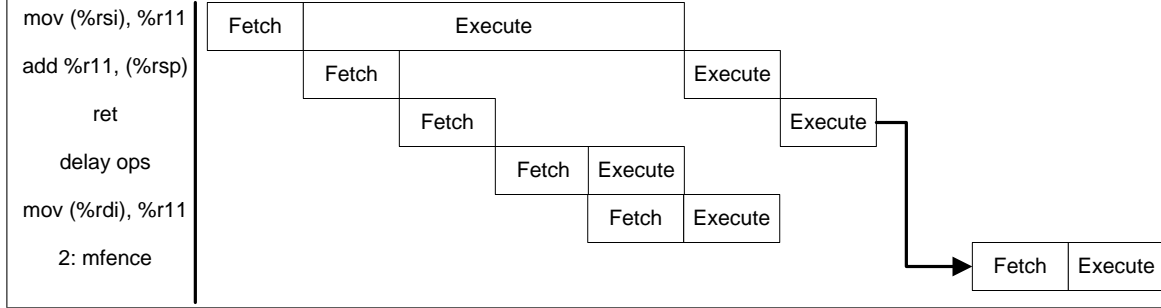 mov (%rsi), %r11 Fetch Execute
add %r11, (%rsp) Fetch Execute
ret Fetch Execute
delay ops Fetch Execute
mov (%rdi), %r11 Fetch Execute
2: mfence Fetch Execute